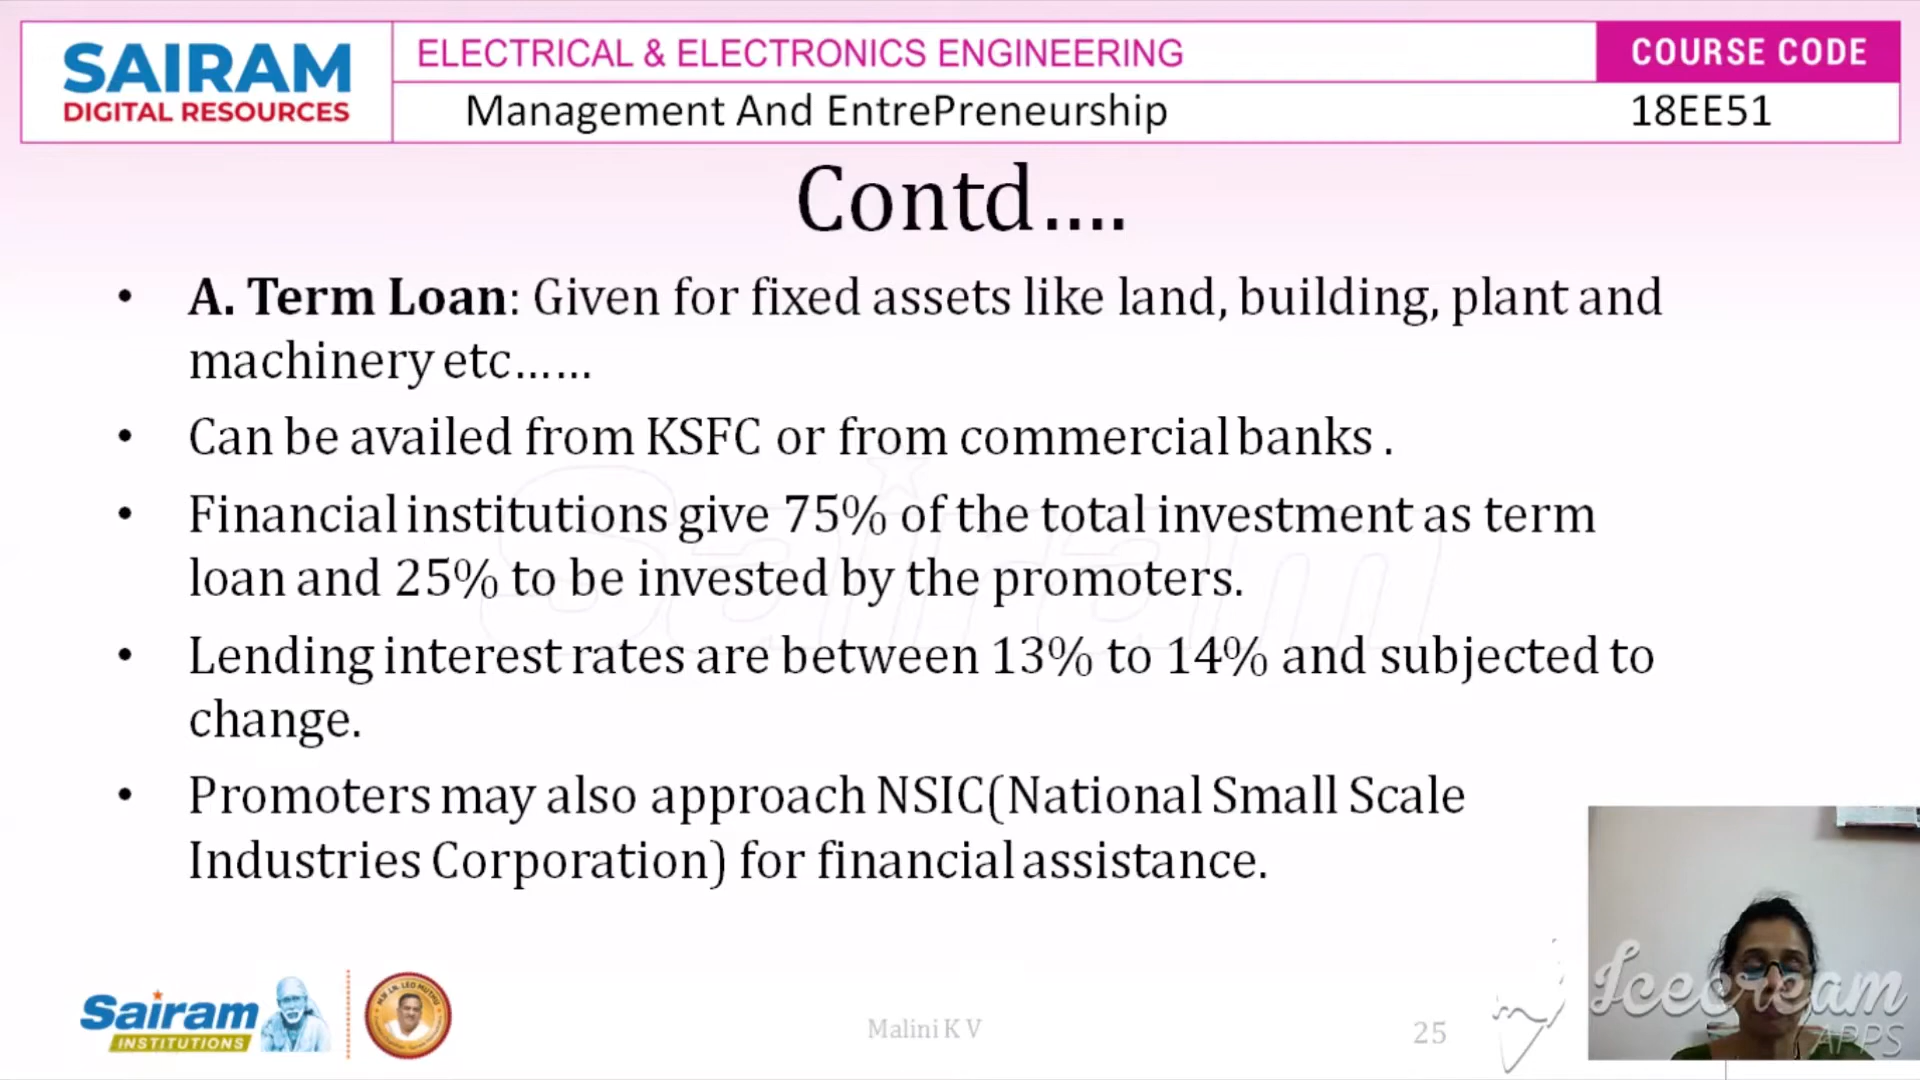 SAIRAM
DIGITAL RESOURCES
ELECTRICAL & ELECTRONICS ENGINEERING
COURSE CODE
Management And EntrePreneurship
18EE51
Contd....
• A. Term Loan: Given for fixed assets like land, building, plant and
machinery etc......
• Can be availed from KSFC or from commercial banks .
• Financial institutions give 75% of the total investment as term
loan and 25% to be invested by the promoters.
• Lending interest rates are between 13% to 14% and subjected to
change.
• Promoters may also approach NSIC(National Small Scale
Industries Corporation) for financial assistance.
Sairam
Sairam
INSTITUTIONS
Malini K V
25
Icecream
APPS